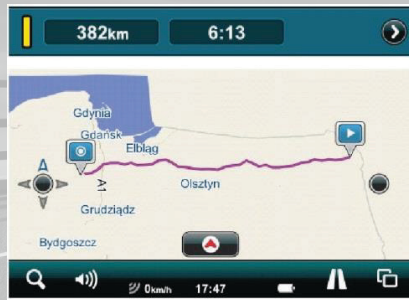 382km 6:13
Gdynia
Gdańsk
Elbląg
Olsztyn
A1
Grudziądz
Bydgoszcz
0km/h 17:47